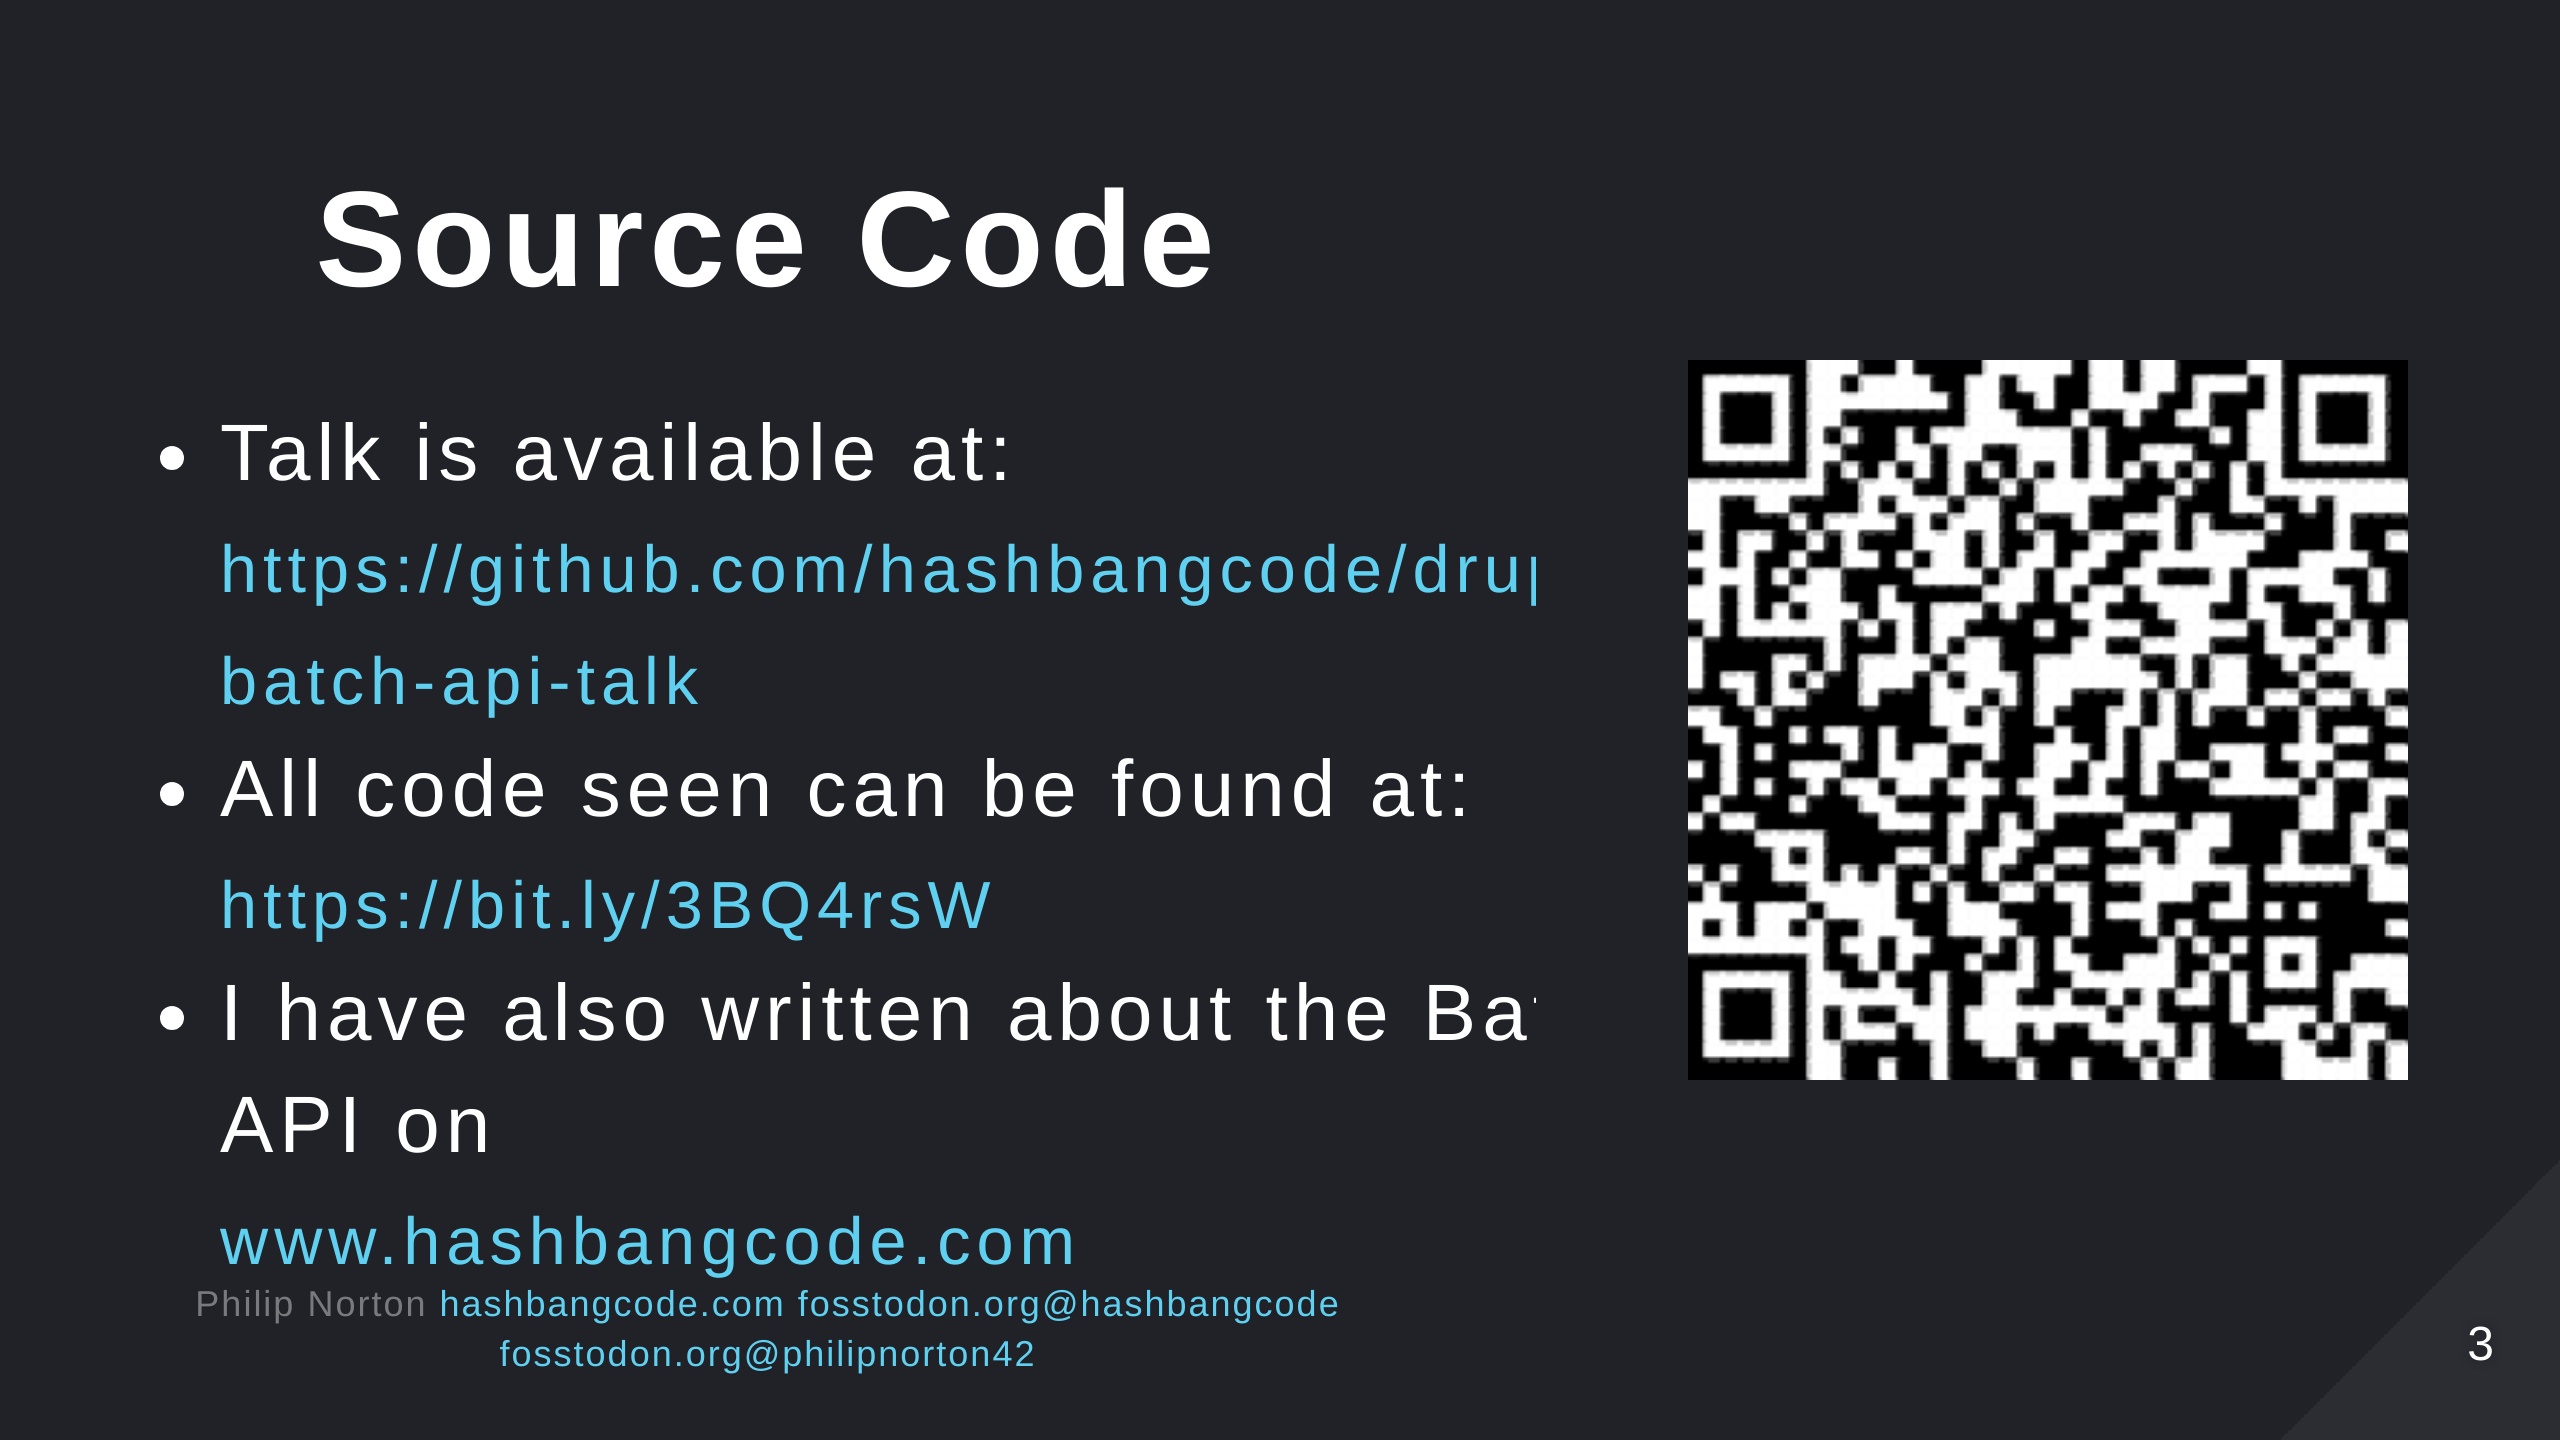 Source Code
Talk is available at:
https://github.com/hashbangcode/dru
batch-api-talk
All code seen can be found at:
https://bit.ly/3BQ4rsW
I have also written about the Ba
API on
www.hashbangcode.com
Philip Norton hashbangcode.com fosstodon.org@hashbangcode
fosstodon.org@philipnorton42
3